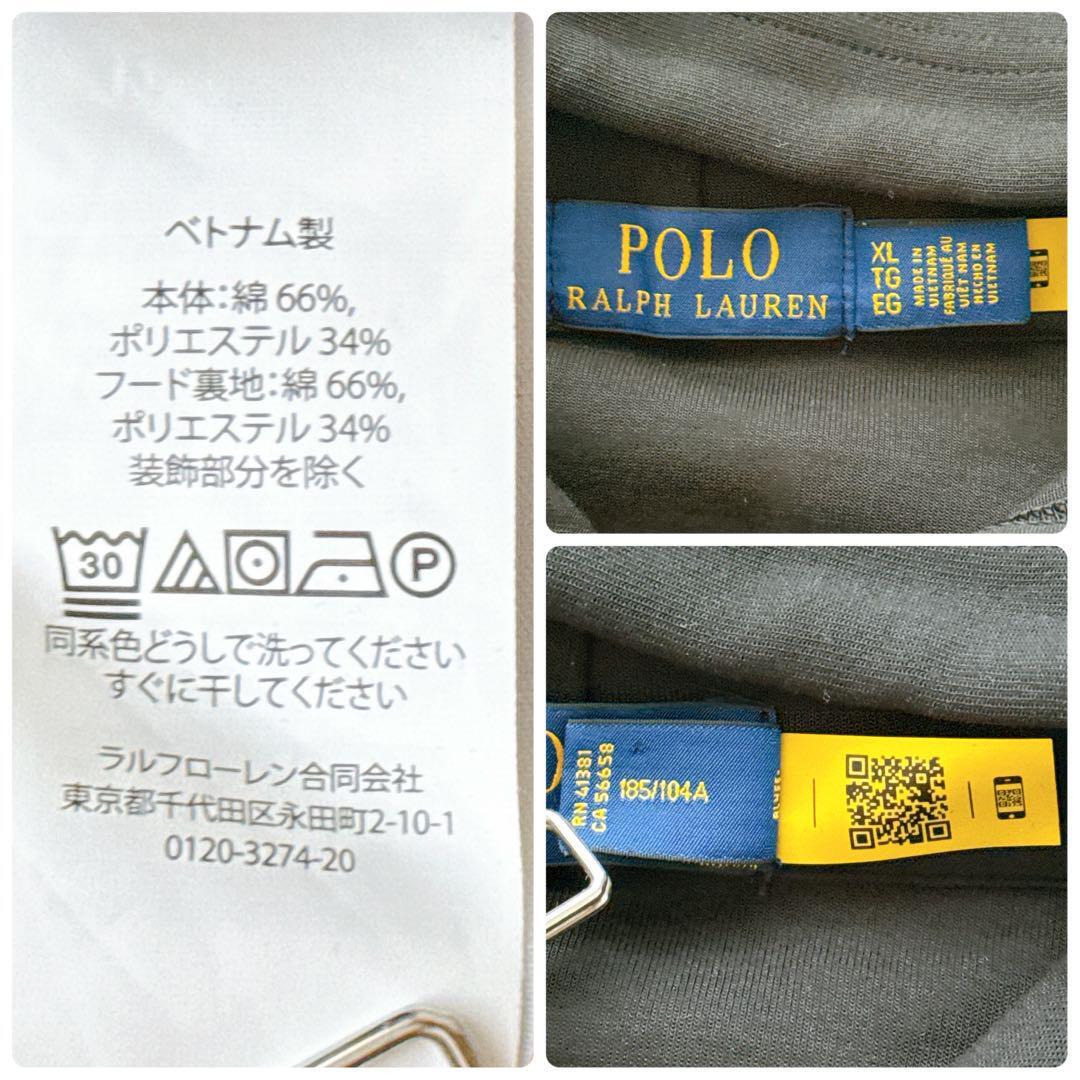 ベトナム製
本体:綿 66%,
ポリエステル 34%
フード裏地:綿 66%,
ポリエステル 34%
装飾部分を除く
30
P
同系色どうしで洗ってください
すぐに干してください
ラルフローレン合同会社
東京都千代田区永田町2-10-1
0120-3274-20
POLO
RALPH LAUREN
XL
TG
EG
MADE IN
VIETNAM
FABRIQUÉ AU
VIÊT NAM
HECHO EN
VIETNAM
RN 41381
CA 56658
185/104A